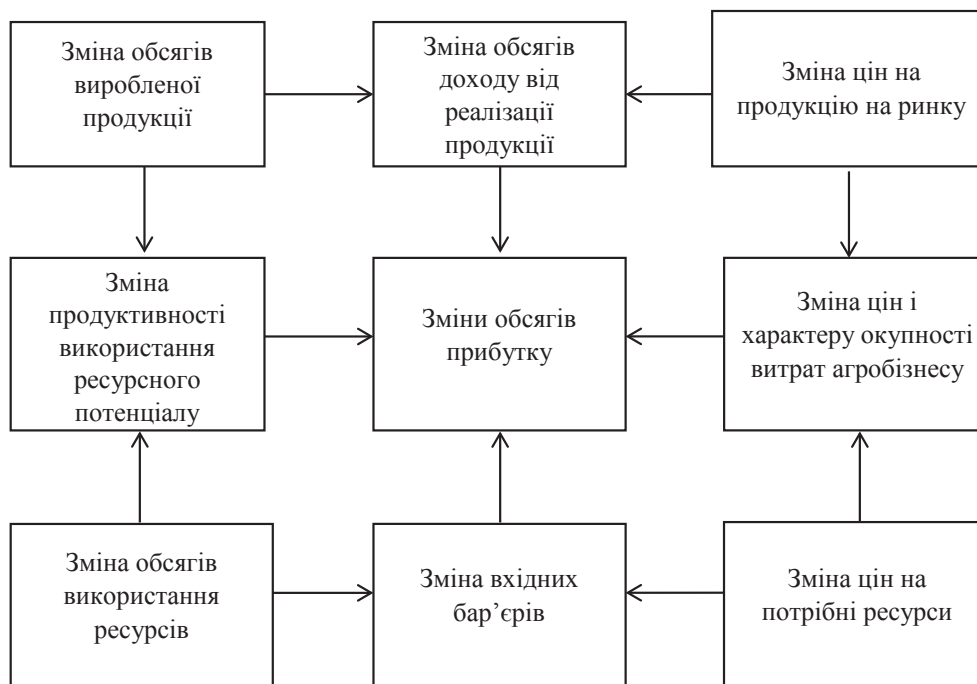 Зміна обсягів
виробленої
продукції
Зміна обсягів
доходу від
реалізації
продукції
Зміна цін на
продукцію на ринку
Зміна
продуктивності
використання
ресурсного
потенціалу
Зміни обсягів
прибутку
Зміна цін і
характеру окупності
витрат агробізнесу
Зміна обсягів
використання
ресурсів
Зміна вхідних
бар’єрів
Зміна цін на
потрібні ресурси